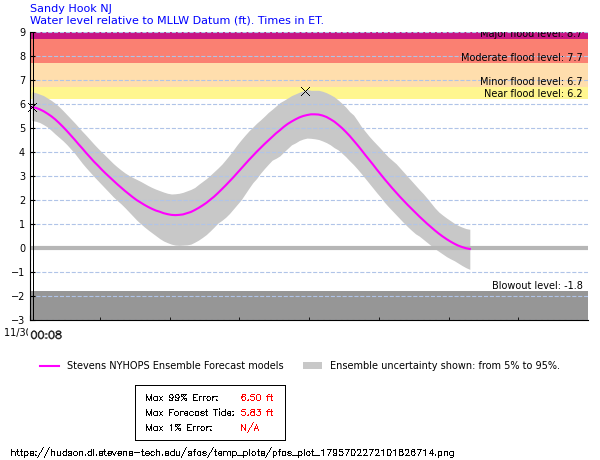 Sandy Hook NJ
Water level relative to MLLW Datum (ft). Times in ET.
9
Major flood level: 8.7
8
Moderate flood level: 7.7
7
Minor flood level: 6.7
Near flood level: 6.2
6
5
4
3
2
1
0
−1
Blowout level: -1.8
−2
−3
11/30
00:08
Stevens NYHOPS Ensemble Forecast models
Ensemble uncertainty shown: from 5% to 95%.
Max 99% Error: 6.50 ft
Max Forecast Tide: 5.83 ft
Max 1% Error: N/A
https://hudson.dl.stevens-tech.edu/sfas/temp_plots/pfas_plot_1795702272101826714.png